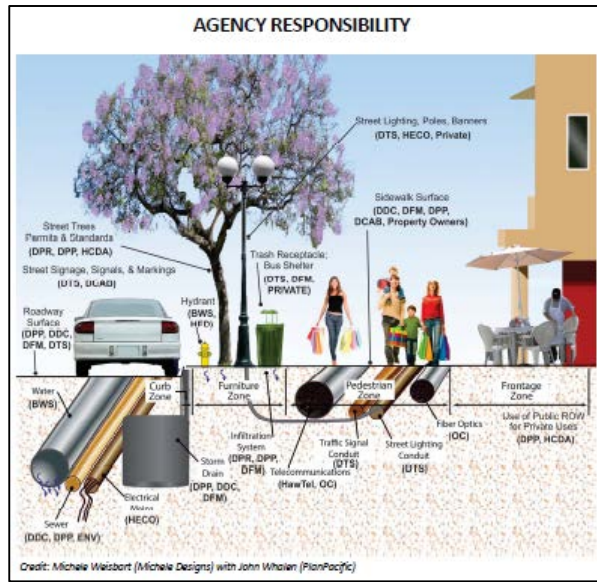 AGENCY RESPONSIBILITY
Street Lighting, Poles, Banners
(DTS, HECO, Private)
Sidewalk Surface
(DDC, DFM, DPP,
DCAB, Property Owners)
Street Trees
Permits & Standards
(DPR, DPP, HCDA)
Trash Receptacle;
Bus Shelter
(DTS, DFM,
PRIVATE)
Street Signage, Signals, & Markings
(DTS, DCAB)
Roadway
Surface
(DPP, DDC,
DFM, DTS)
Hydrant
(BWS,
HFD)
Water
(BWS)
Curb
Zone
Furniture
Zone
Pedestrian
Zone
Frontage
Zone
Fiber Optics
(OC)
Use of Public ROW
for Private Uses
(DPP, HCDA)
Infiltration
System
(DPR, DPP,
DFM)
Traffic Signal
Conduit
(DTS)
Street Lighting
Conduit
(DTS)
Storm
Drain
(DPP, DDC,
DFM)
Telecommunications
(HawTel, OC)
Electrical
(HECO)
Sewer
(DDC, DPP, ENV)
Credit: Michele Weisbart (Michele Designs) with John Whalen (PlanPacific)